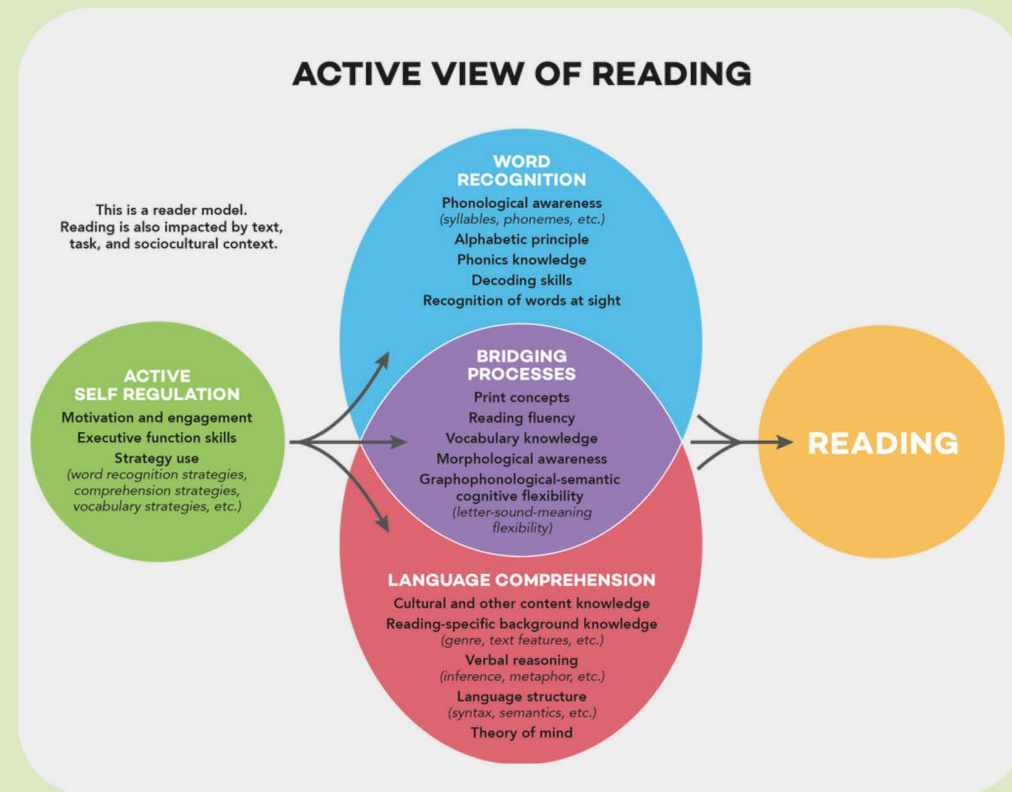 ACTIVE VIEW OF READING
This is a reader model.
Reading is also impacted by text,
task, and sociocultural context.
ACTIVE
SELF REGULATION
Motivation and engagement
Executive function skills
Strategy use
(word recognition strategies,
comprehension strategies,
vocabulary strategies, etc.)
WORD
RECOGNITION
Phonological awareness
(syllables, phonemes, etc.)
Alphabetic principle
Phonics knowledge
Decoding skills
Recognition of words at sight
BRIDGING
PROCESSES
Print concepts
Reading fluency
Vocabulary knowledge
Morphological awareness
Graphophonological-semantic
cognitive flexibility
(letter-sound-meaning
flexibility)
LANGUAGE COMPREHENSION
Cultural and other content knowledge
Reading-specific background knowledge
(genre, text features, etc.)
Verbal reasoning
(inference, metaphor, etc.)
Language structure
(syntax, semantics, etc.)
Theory of mind
READING